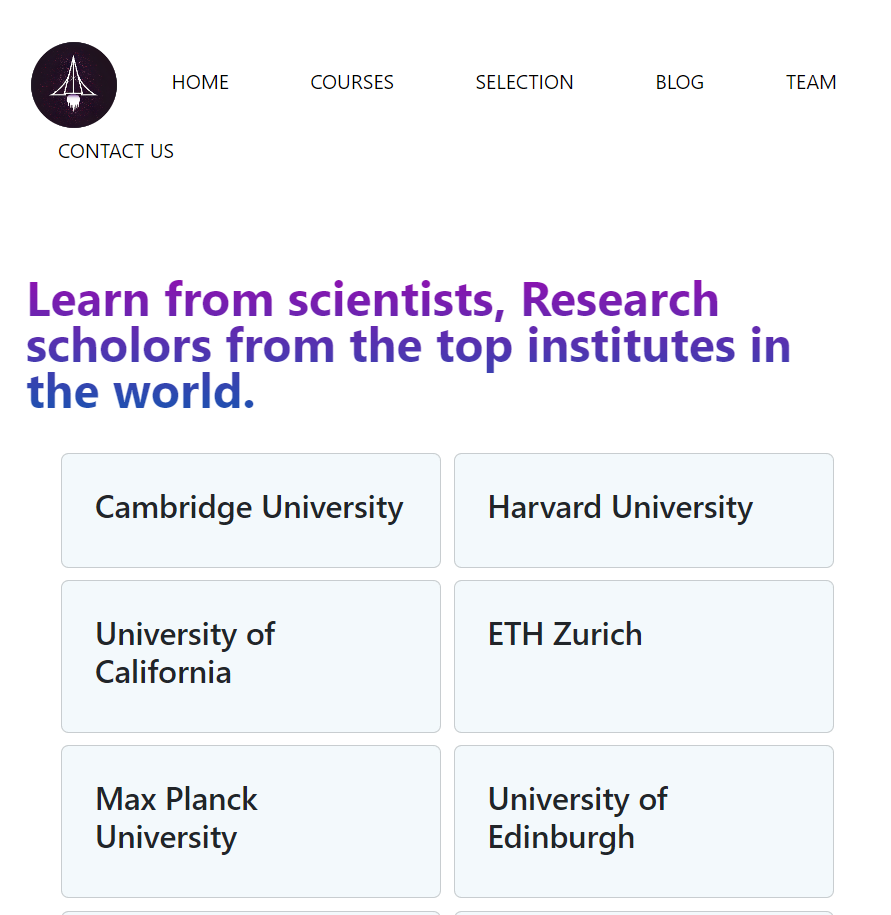 HOME COURSES SELECTION BLOG TEAM
CONTACT US
Learn from scientists, Research
scholors from the top institutes in
the world.
Cambridge University
Harvard University
University of
California
ETH Zurich
Max Planck
University
University of
Edinburgh